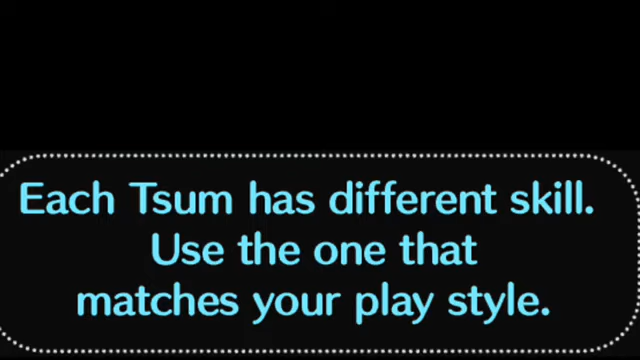 Each Tsum has different skill.
Use the one that
matches your play style.